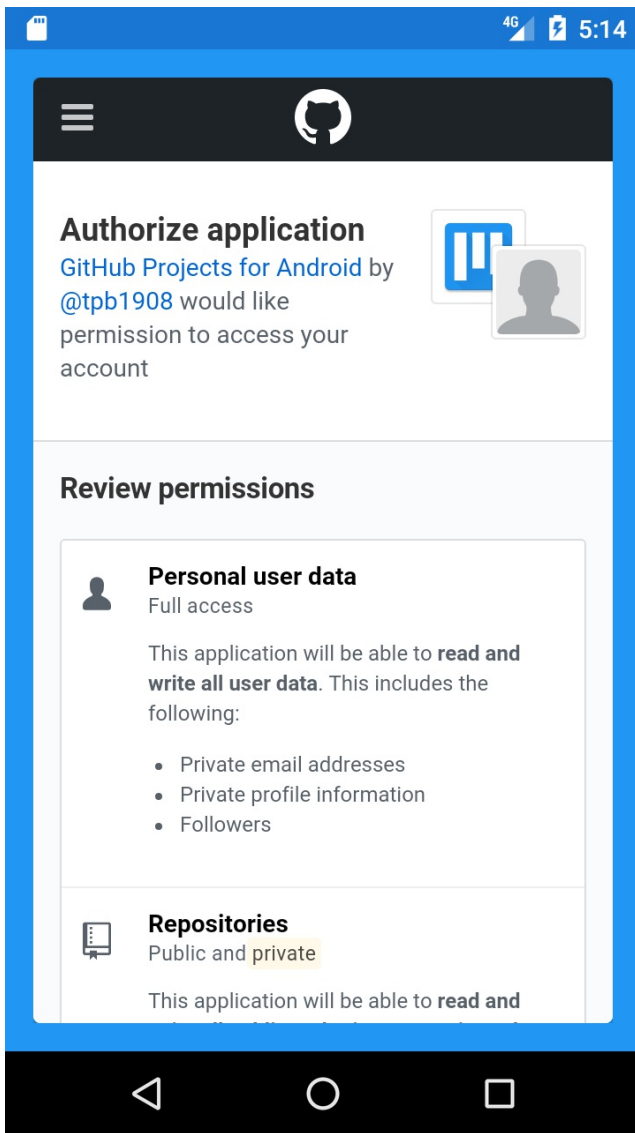 4G 5:14
Authorize application
GitHub Projects for Android by
@tpb1908 would like
permission to access your
account
Review permissions
Personal user data
Full access
This application will be able to read and
write all user data. This includes the
following:
• Private email addresses
• Private profile information
• Followers
Repositories
Public and private
This application will be able to read and